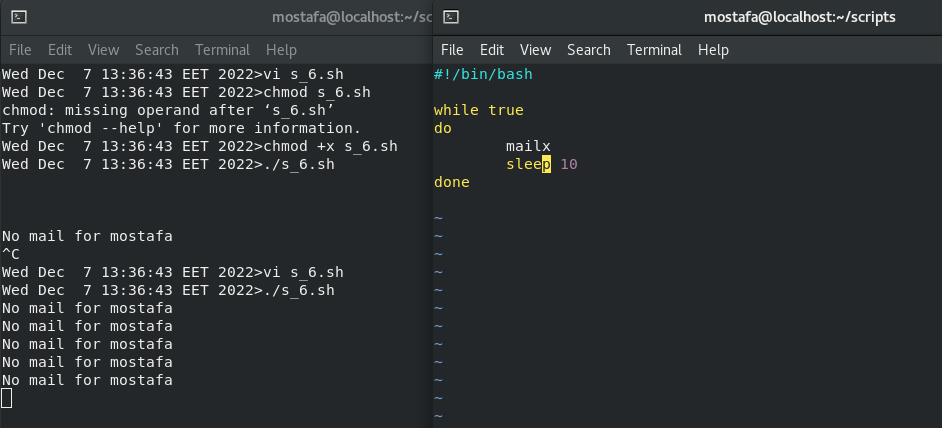 mostafa@localhost:~/sc
File Edit View Search Terminal Help
Wed Dec  7 13:36:43 EET 2022>vi s_6.sh
Wed Dec  7 13:36:43 EET 2022>chmod s_6.sh
chmod: missing operand after ‘s_6.sh’
Try 'chmod --help' for more information.
Wed Dec  7 13:36:43 EET 2022>chmod +x s_6.sh
Wed Dec  7 13:36:43 EET 2022>./s_6.sh
No mail for mostafa
^C
Wed Dec  7 13:36:43 EET 2022>vi s_6.sh
Wed Dec  7 13:36:43 EET 2022>./s_6.sh
No mail for mostafa
No mail for mostafa
No mail for mostafa
No mail for mostafa
No mail for mostafa
mostafa@localhost:~/scripts
File Edit View Search Terminal Help
#!/bin/bash
while true
do
        mailx
        sleep 10
done
~
~
~
~
~
~
~
~
~
~
~
~